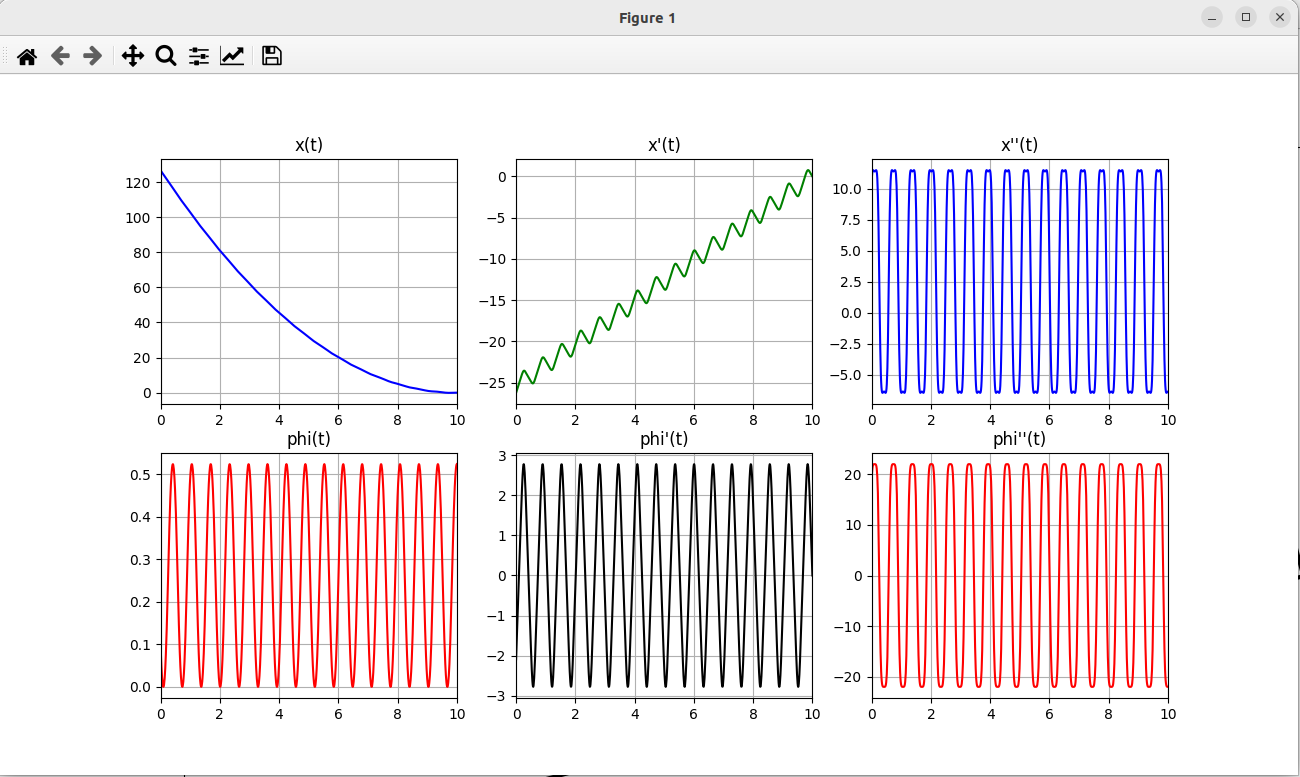 Figure 1
x(t)
x'(t)
x''(t)
120
100
80
60
40
20
0
0 2 4 6 8 10
0
−5
−10
−15
−20
−25
0 2 4 6 8 10
10.0
7.5
5.0
2.5
0.0
−2.5
−5.0
0 2 4 6 8 10
phi(t)
phi'(t)
phi''(t)
0.5
0.4
0.3
0.2
0.1
0.0
0 2 4 6 8 10
3
2
1
0
−1
−2
−3
0 2 4 6 8 10
20
10
0
−10
−20
0 2 4 6 8 10